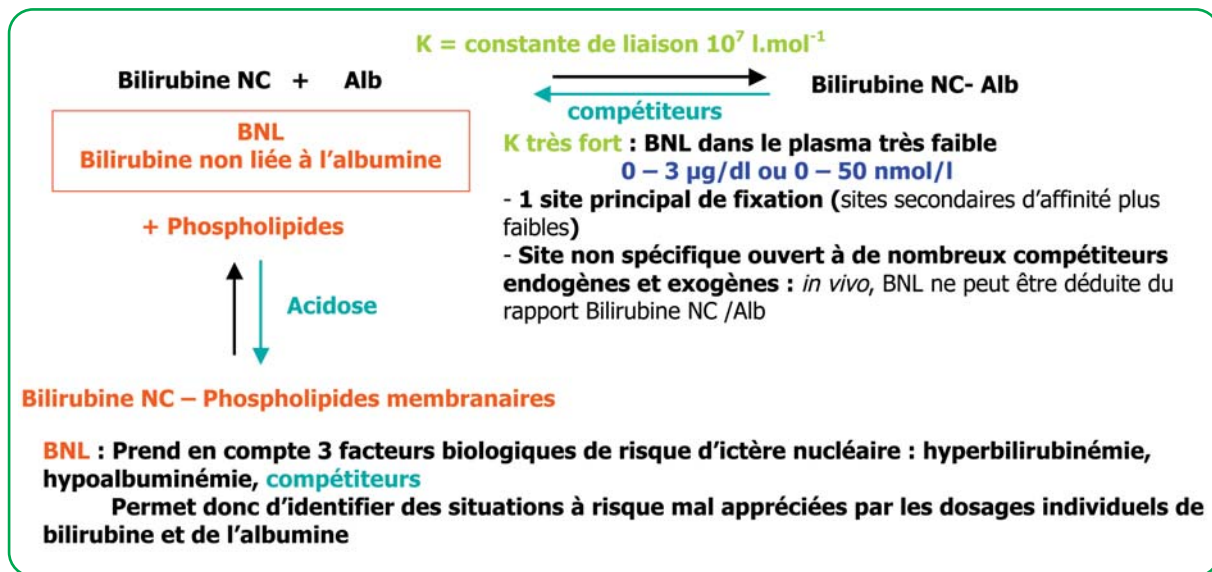 K = constante de liaison 10⁷ l.mol⁻¹
Bilirubine NC + Alb
Bilirubine NC- Alb
compétiteurs
BNL
Bilirubine non liée à l’albumine
K très fort : BNL dans le plasma très faible
0 – 3 µg/dl ou 0 – 50 nmol/l
- 1 site principal de fixation (sites secondaires d’affinité plus
faibles)
- Site non spécifique ouvert à de nombreux compétiteurs
endogènes et exogènes : in vivo, BNL ne peut être déduite du
rapport Bilirubine NC /Alb
+ Phospholipides
Acidose
Bilirubine NC – Phospholipides membranaires
BNL : Prend en compte 3 facteurs biologiques de risque d’ictère nucléaire : hyperbilirubinémie,
hypoalbuminémie, compétiteurs
Permet donc d’identifier des situations à risque mal appréciées par les dosages individuels de
bilirubine et de l’albumine